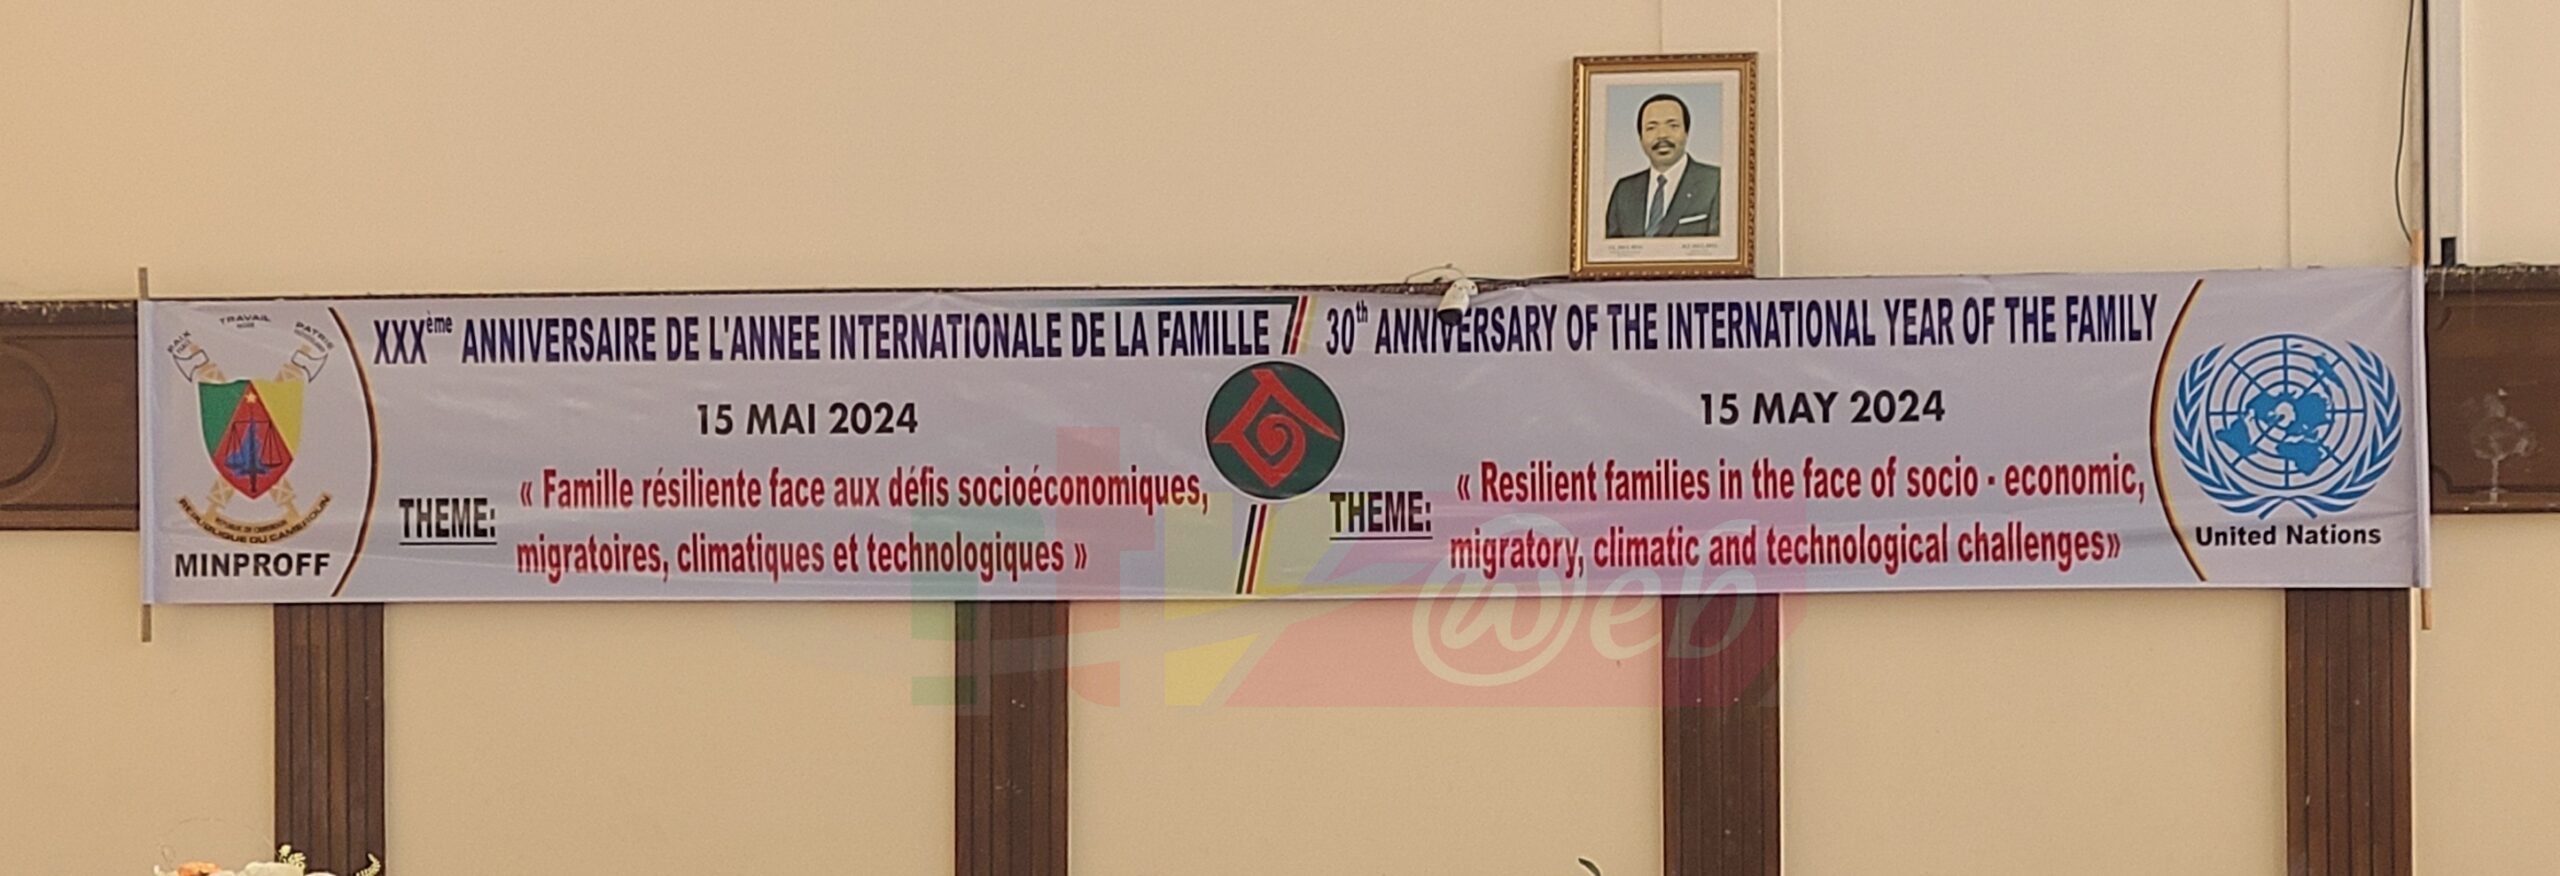 PAIX
TRAVAIL
PATRIE
REPUBLIC OF CAMEROON
REPUBLIQUE DU CAMEROUN
MINPROFF
XXXème ANNIVERSAIRE DE L'ANNEE INTERNATIONALE DE LA FAMILLE
15 MAI 2024
THEME: « Famille résiliente face aux défis socioéconomiques,
migratoires, climatiques et technologiques »
30th ANNIVERSARY OF THE INTERNATIONAL YEAR OF THE FAMILY
15 MAY 2024
THEME: « Resilient families in the face of socio - economic,
migratory, climatic and technological challenges»
United Nations
@web